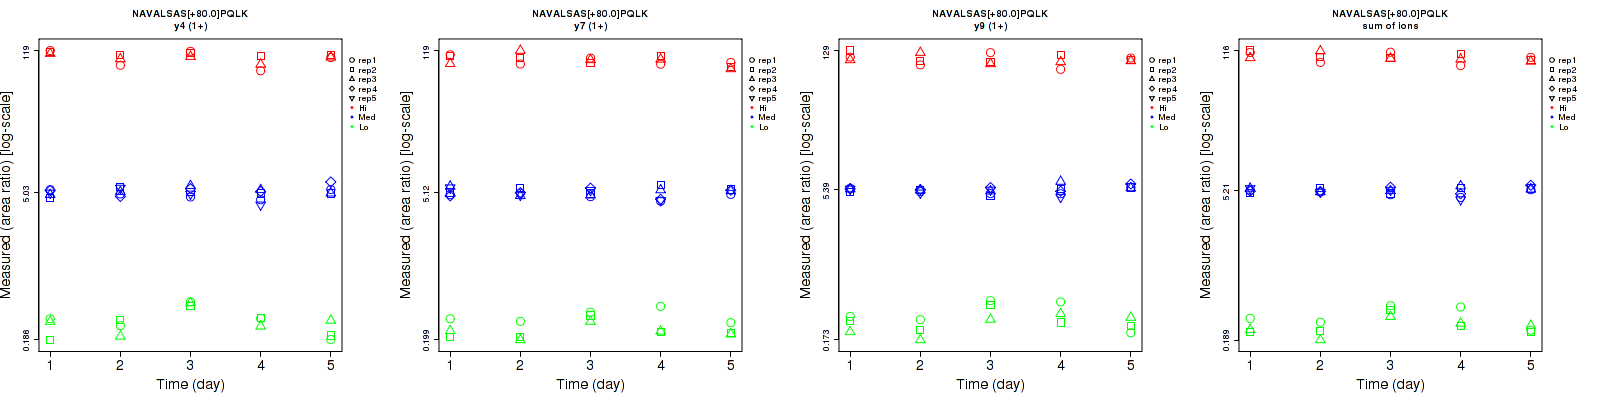 NAVALSAS[+80.0]PQLK
y4 (1+)
Measured (area ratio) [log-scale]
119
5.03
0.186
1 2 3 4 5
Time (day)
rep1
rep2
rep3
rep4
rep5
Hi
Med
Lo
NAVALSAS[+80.0]PQLK
y7 (1+)
Measured (area ratio) [log-scale]
119
5.12
0.199
1 2 3 4 5
Time (day)
rep1
rep2
rep3
rep4
rep5
Hi
Med
Lo
NAVALSAS[+80.0]PQLK
y9 (1+)
Measured (area ratio) [log-scale]
129
5.39
0.173
1 2 3 4 5
Time (day)
rep1
rep2
rep3
rep4
rep5
Hi
Med
Lo
NAVALSAS[+80.0]PQLK
sum of ions
Measured (area ratio) [log-scale]
116
5.21
0.189
1 2 3 4 5
Time (day)
rep1
rep2
rep3
rep4
rep5
Hi
Med
Lo